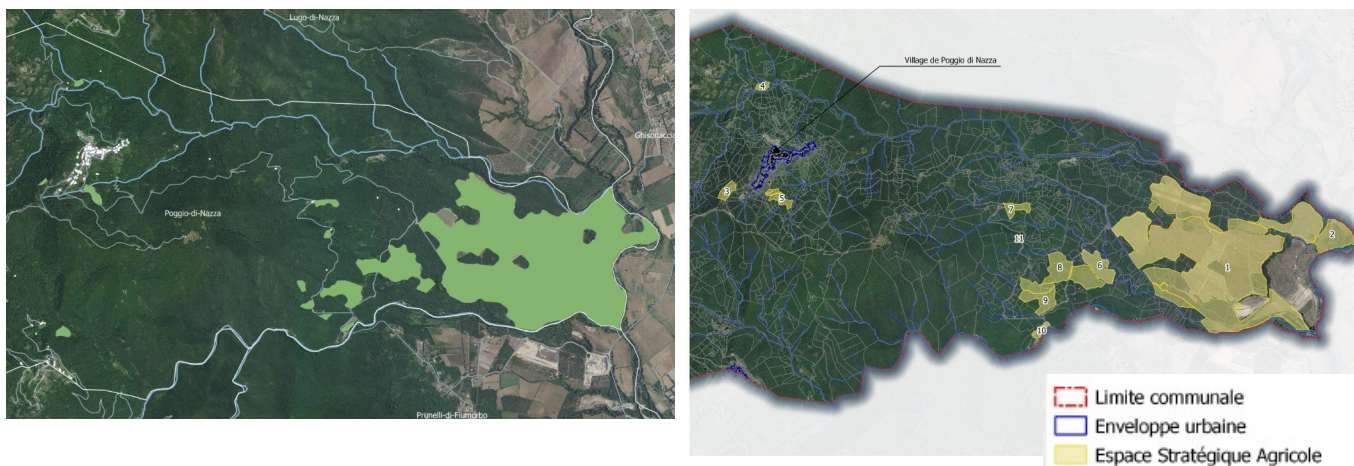 Lugo-di-Nazza
Ghisonaccia
Poggio-di-Nazza
Prunelli-di-Fiumorbo
Village de Poggio di Nazza
4
3
5
7
2
11
8
6
1
9
10
Limite communale
Enveloppe urbaine
Espace Stratégique Agricole